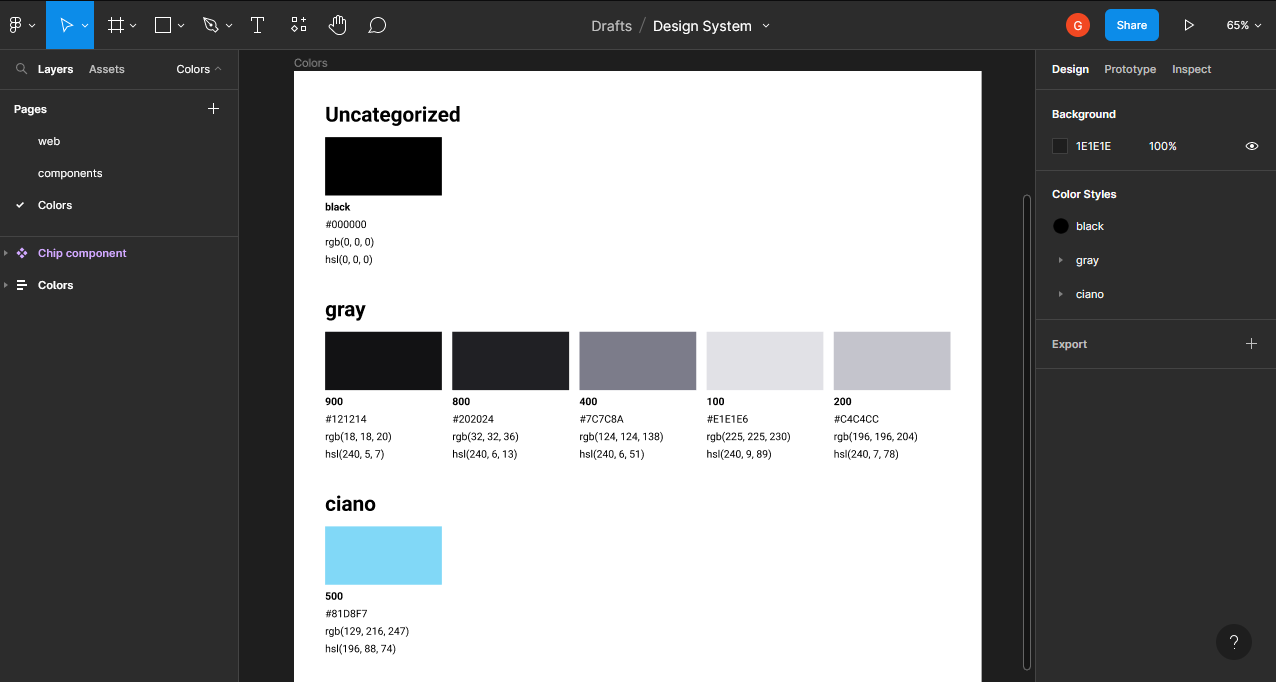 Drafts / Design System
G
Share
65%
Layers
Assets
Colors
Pages
web
components
Colors
Chip component
Colors
Colors
Uncategorized
black
#000000
rgb(0, 0, 0)
hsl(0, 0, 0)
gray
900
#121214
rgb(18, 18, 20)
hsl(240, 5, 7)
800
#202024
rgb(32, 32, 36)
hsl(240, 6, 13)
400
#7C7C8A
rgb(124, 124, 138)
hsl(240, 6, 51)
100
#E1E1E6
rgb(225, 225, 230)
hsl(240, 9, 89)
200
#C4C4CC
rgb(196, 196, 204)
hsl(240, 7, 78)
ciano
500
#81D8F7
rgb(129, 216, 247)
hsl(196, 88, 74)
Design
Prototype
Inspect
Background
1E1E1E
100%
Color Styles
black
gray
ciano
Export
?